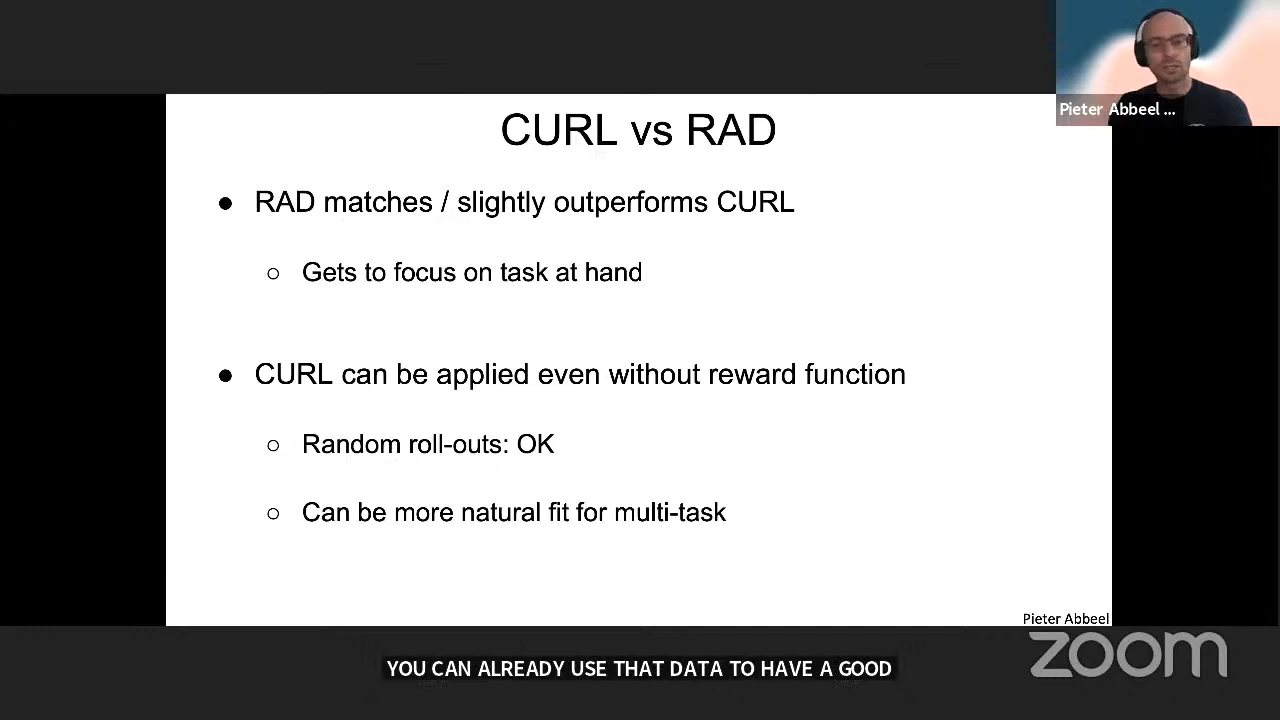 Pieter Abbeel ...
CURL vs RAD
● RAD matches / slightly outperforms CURL
○ Gets to focus on task at hand
● CURL can be applied even without reward function
○ Random roll-outs: OK
○ Can be more natural fit for multi-task
Pieter Abbeel
zoom
YOU CAN ALREADY USE THAT DATA TO HAVE A GOOD